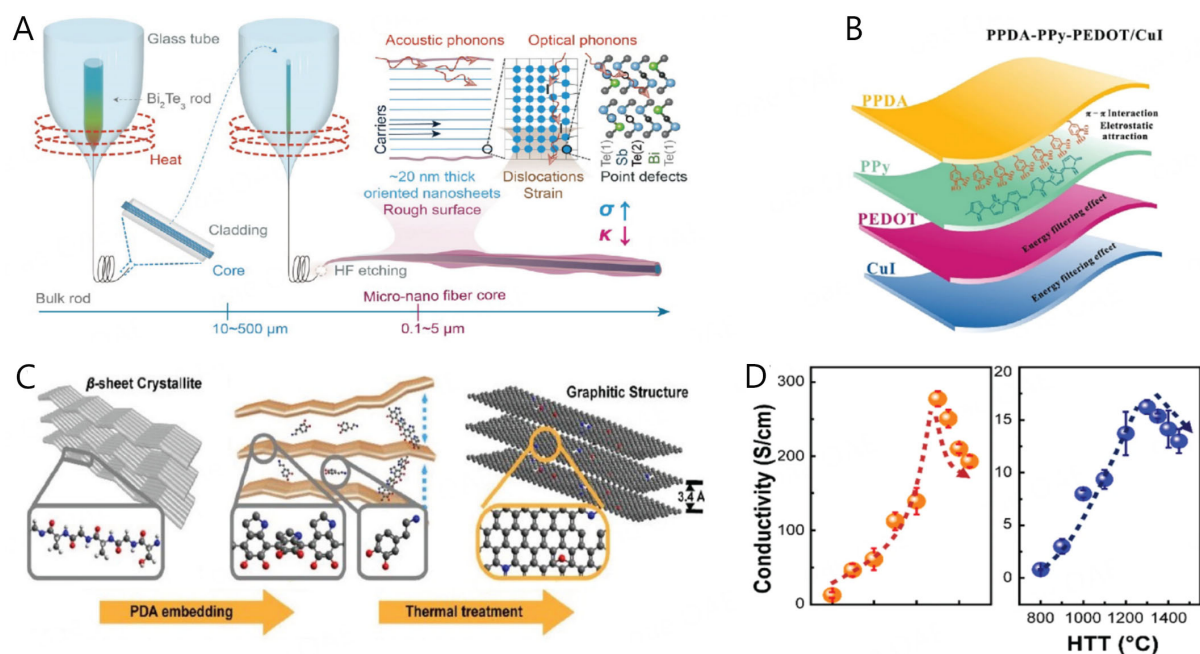 A
Glass tube
Bi2Te3 rod
Heat
Cladding
Core
Bulk rod
10~500 μm
HF etching
Micro-nano fiber core
0.1~5 μm
Acoustic phonons
Optical phonons
Carriers
~20 nm thick
oriented nanosheets
Rough surface
Dislocations
Strain
Te(1)
Sb
Te(2)
Bi
Te(1)
Point defects
σ ↑
κ ↓
B
PPDA-PPy-PEDOT/CuI
PPDA
π－π Interaction
Eletrostatic
attraction
PPy
PEDOT
Energy filtering effect
CuI
Energy filtering effect
C
β-sheet Crystallite
Graphitic Structure
3.4 A
PDA embedding
Thermal treatment
D
Conductivity (S/cm)
300
200
100
0
20
15
10
5
0
800
1000
1200
1400
HTT (°C)